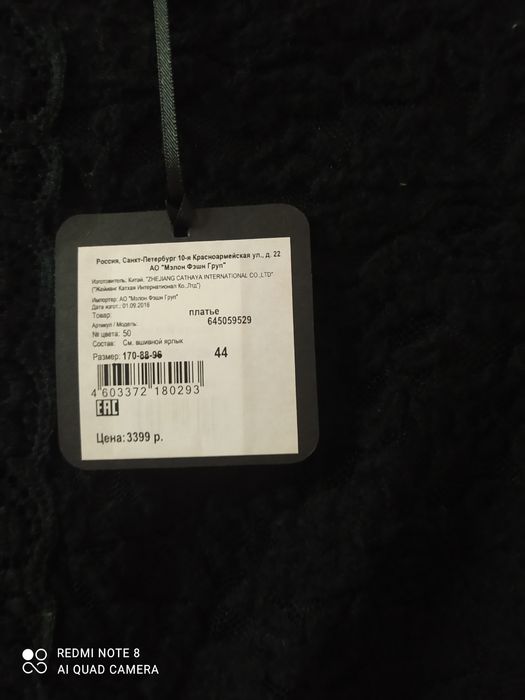 Россия, Санкт-Петербург 10-я Красноармейская ул., д. 22
АО "Мэлон Фэшн Груп"
Изготовитель, Китай, "ZHEJIANG CATHAYA INTERNATIONAL CO.,LTD"
("Жейжианг Катхая Интернатионал Ко.,Лтд")
Импортер: АО "Мэлон Фэшн Груп"
Дата изгот.: 01.09.2016
Товар: платье
Артикул / Модель: 645059529
№ цвета: 50
Состав: См. вшивной ярлык
Размер: 170-88-96 44
4 603372 180293
EAC
Цена: 3399 р.
REDMI NOTE 8
AI QUAD CAMERA